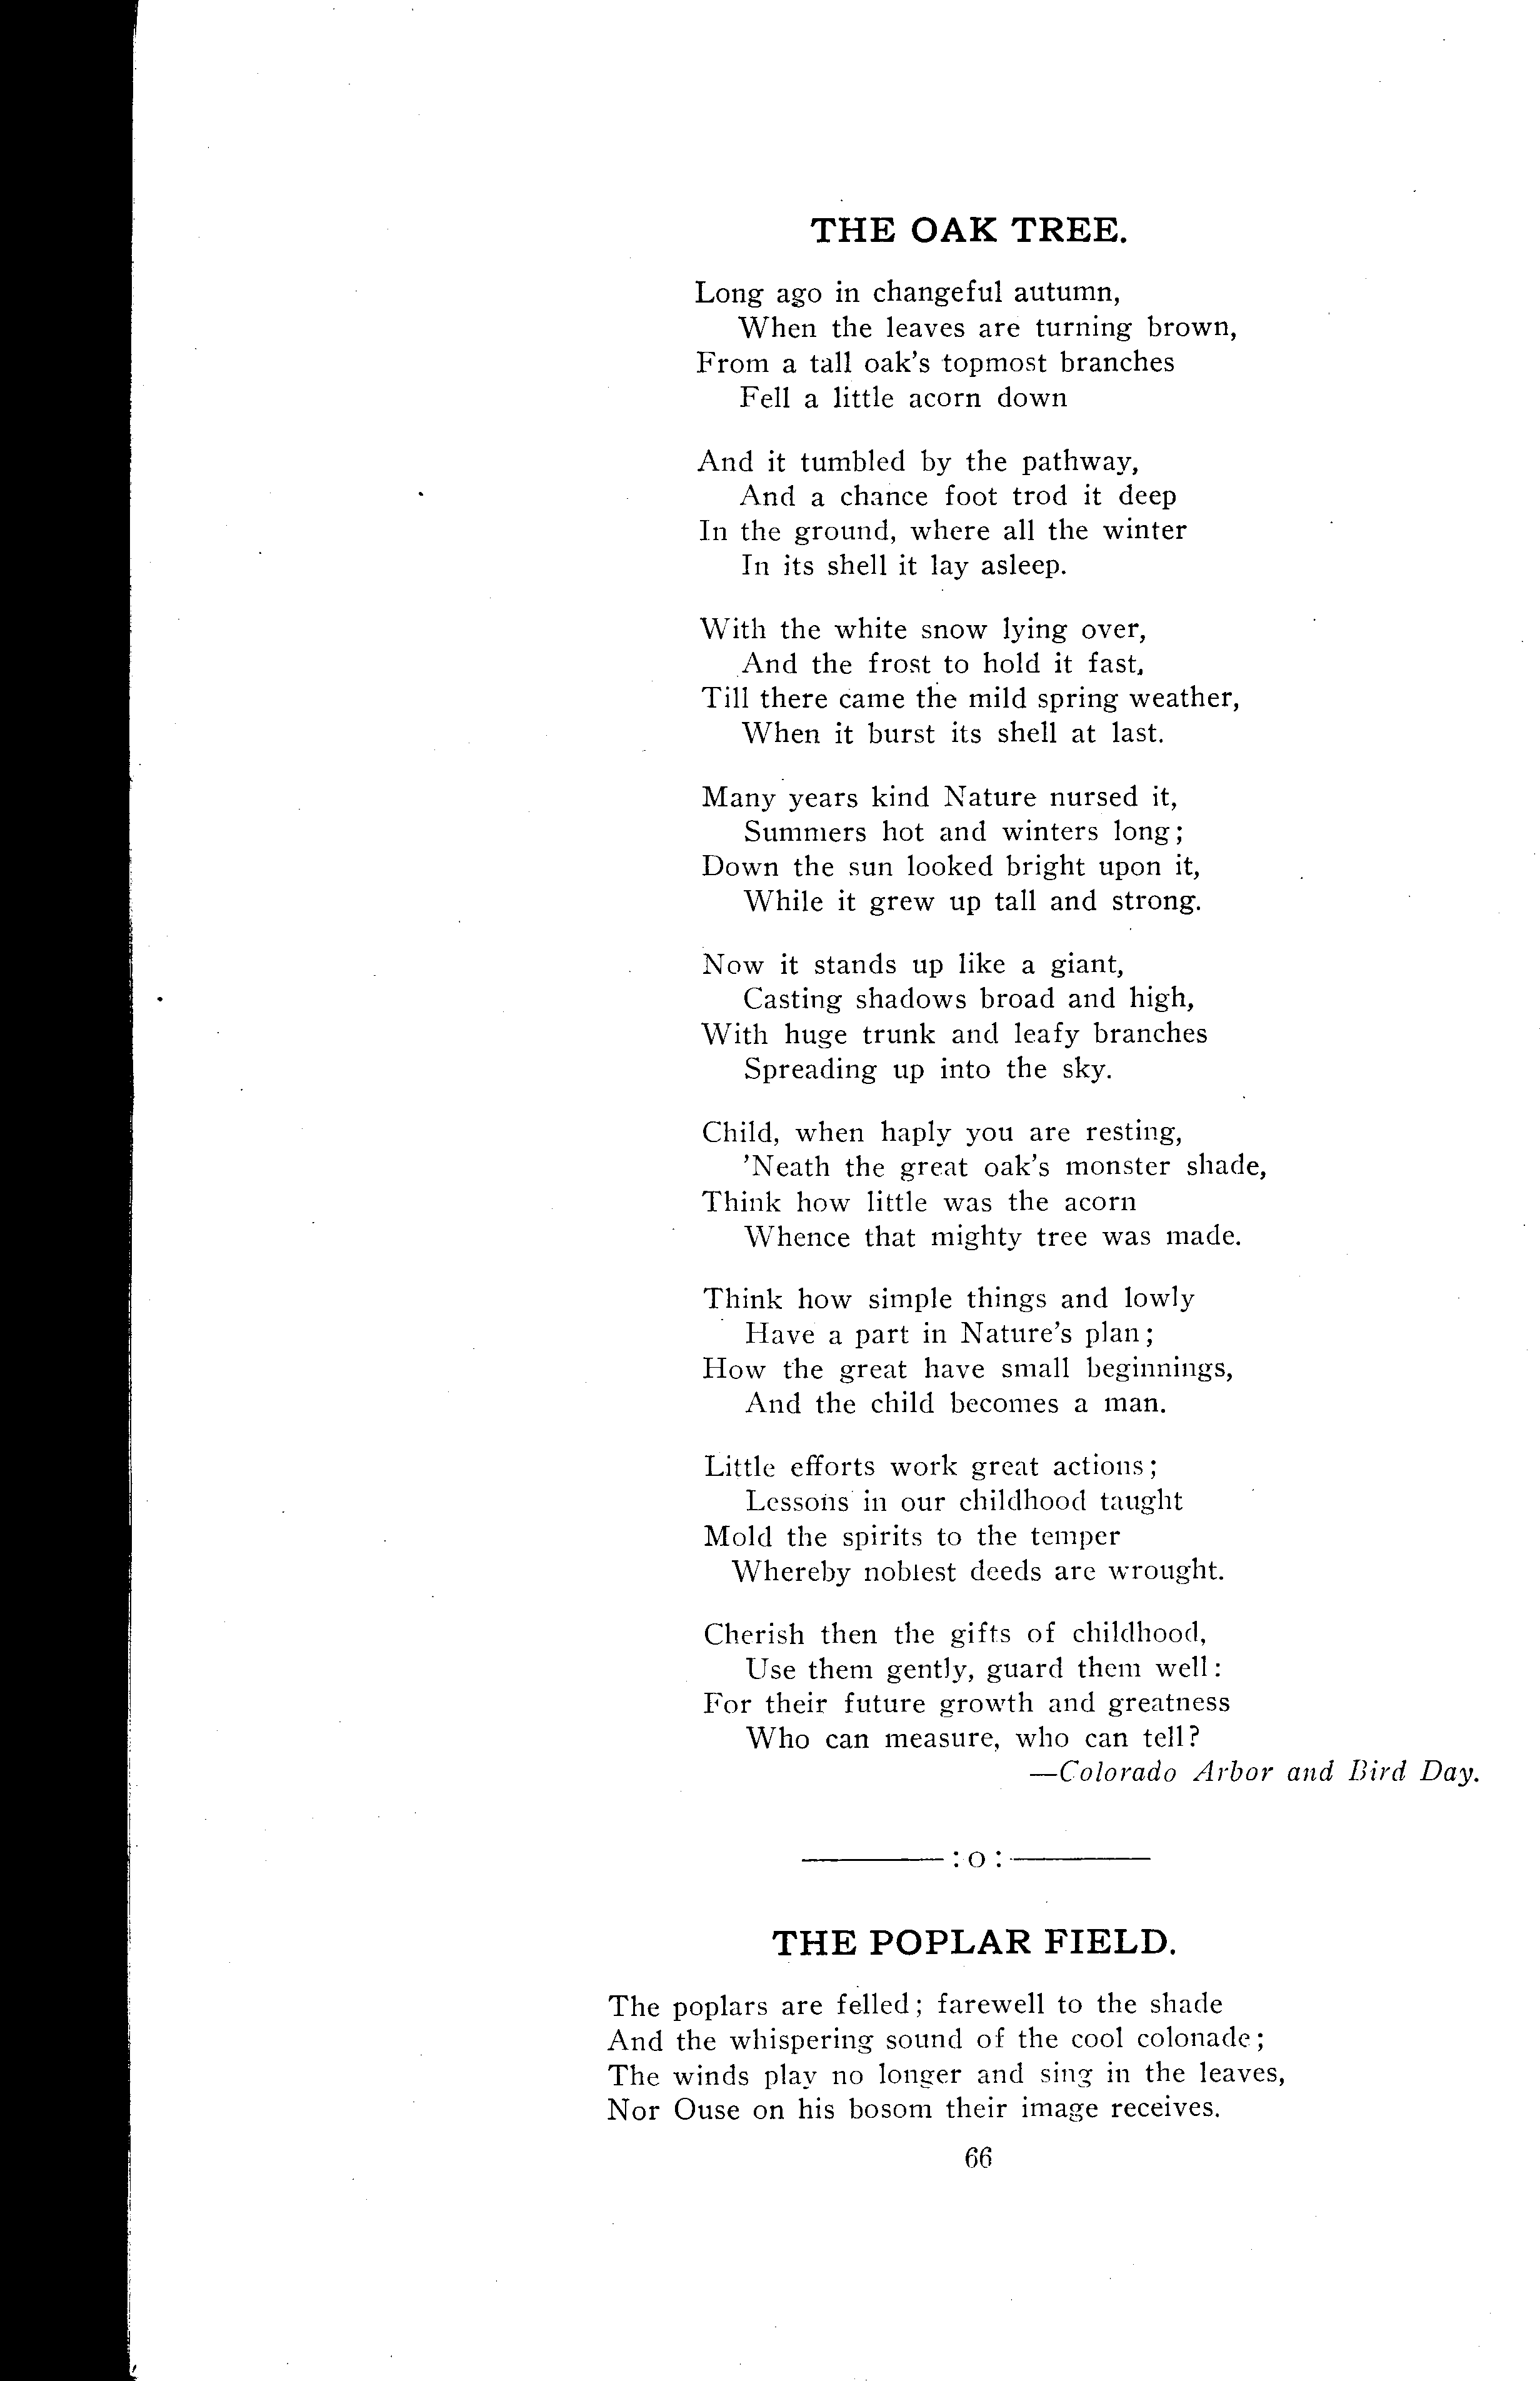 THE OAK TREE.
Long ago in changeful autumn,
When the leaves are turning brown,
From a tall oak's topmost branches
Fell a little acorn down
And it tumbled by the pathway,
And a chance foot trod it deep
In the ground, where all the winter
In its shell it lay asleep.
With the white snow lying over,
And the frost to hold it fast,
Till there came the mild spring weather,
When it burst its shell at last.
Many years kind Nature nursed it,
Summers hot and winters long;
Down the sun looked bright upon it,
While it grew up tall and strong.
Now it stands up like a giant,
Casting shadows broad and high,
With huge trunk and leafy branches
Spreading up into the sky.
Child, when haply you are resting,
'Neath the great oak's monster shade,
Think how little was the acorn
Whence that mighty tree was made.
Think how simple things and lowly
Have a part in Nature's plan;
How the great have small beginnings,
And the child becomes a man.
Little efforts work great actions;
Lessons in our childhood taught
Mold the spirits to the temper
Whereby noblest deeds are wrought.
Cherish then the gifts of childhood,
Use them gently, guard them well:
For their future growth and greatness
Who can measure, who can tell?
—Colorado Arbor and Bird Day.
:o:
THE POPLAR FIELD.
The poplars are felled; farewell to the shade
And the whispering sound of the cool colonade;
The winds play no longer and sing in the leaves,
Nor Ouse on his bosom their image receives.
66